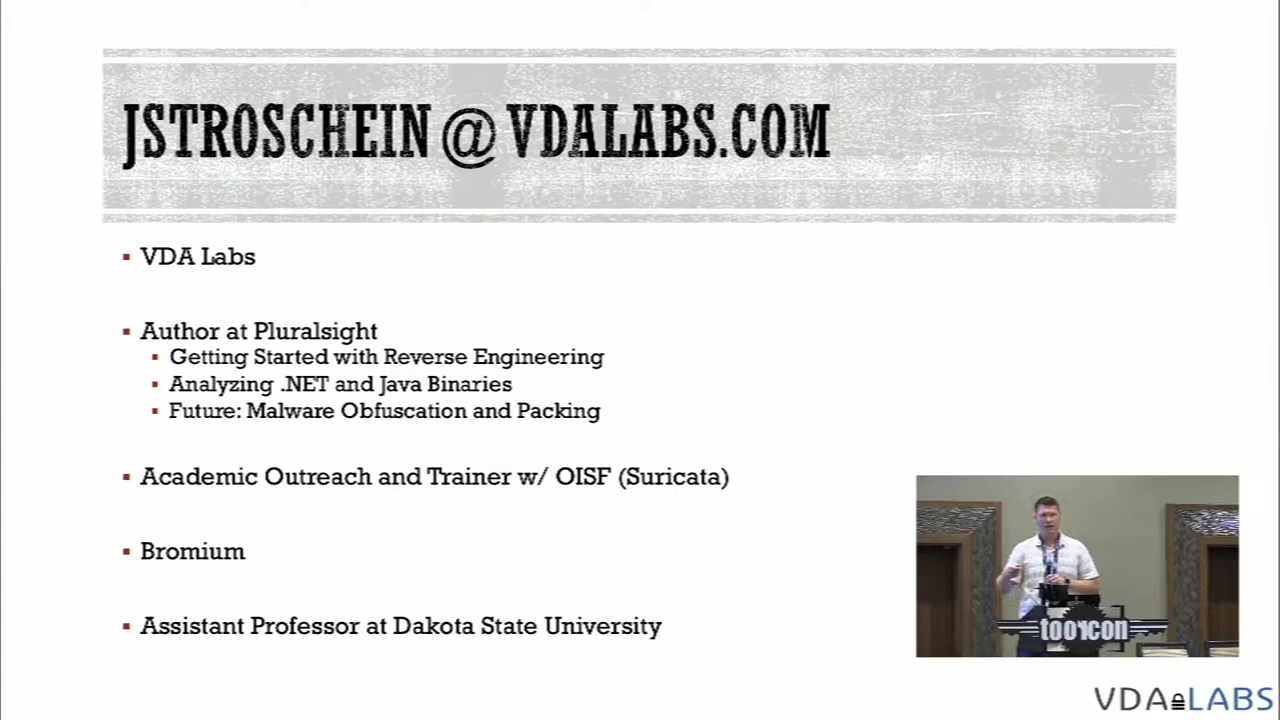 JSTROSCHEIN @ VDALABS.COM
VDA Labs
Author at Pluralsight
Getting Started with Reverse Engineering
Analyzing .NET and Java Binaries
Future: Malware Obfuscation and Packing
Academic Outreach and Trainer w/ OISF (Suricata)
Bromium
Assistant Professor at Dakota State University
toorcon
VDA LABS